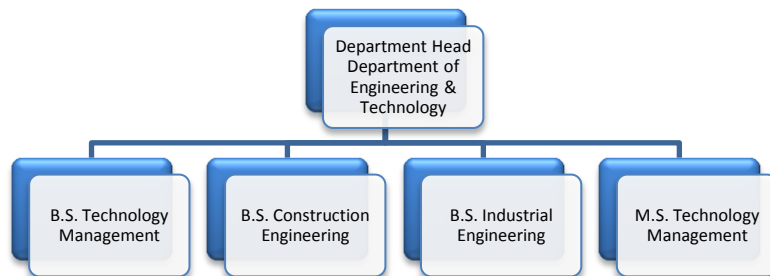 Department Head
Department of
Engineering &
Technology
B.S. Technology
Management
B.S. Construction
Engineering
B.S. Industrial
Engineering
M.S. Technology
Management